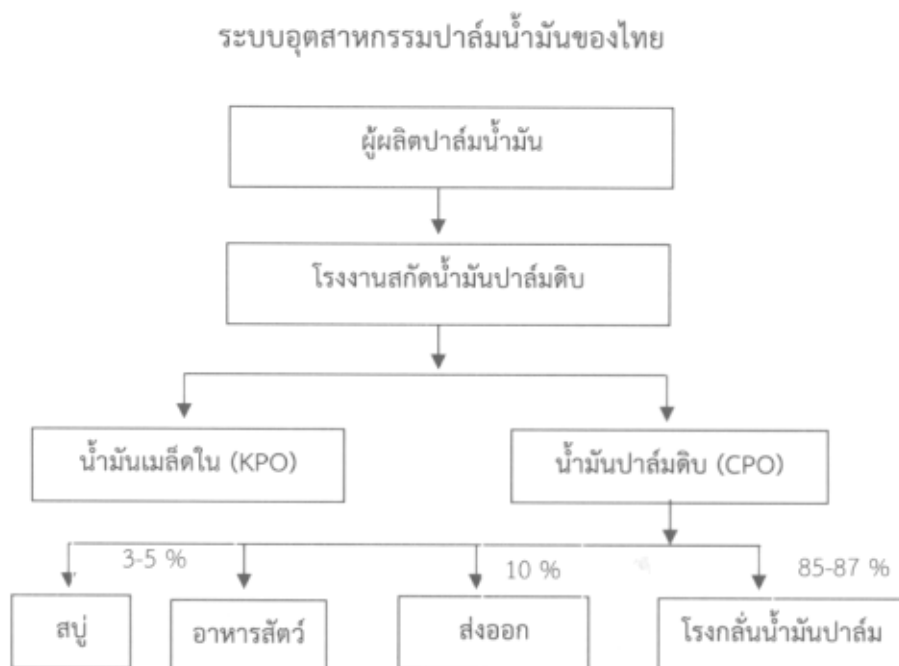 ระบบอุตสาหกรรมปาล์มน้ำมันของไทย
ผู้ผลิตปาล์มน้ำมัน
โรงงานสกัดน้ำมันปาล์มดิบ
น้ำมันเมล็ดใน (KPO)
น้ำมันปาล์มดิบ (CPO)
3-5 %
10 %
85-87 %
สบู่
อาหารสัตว์
ส่งออก
โรงกลั่นน้ำมันปาล์ม